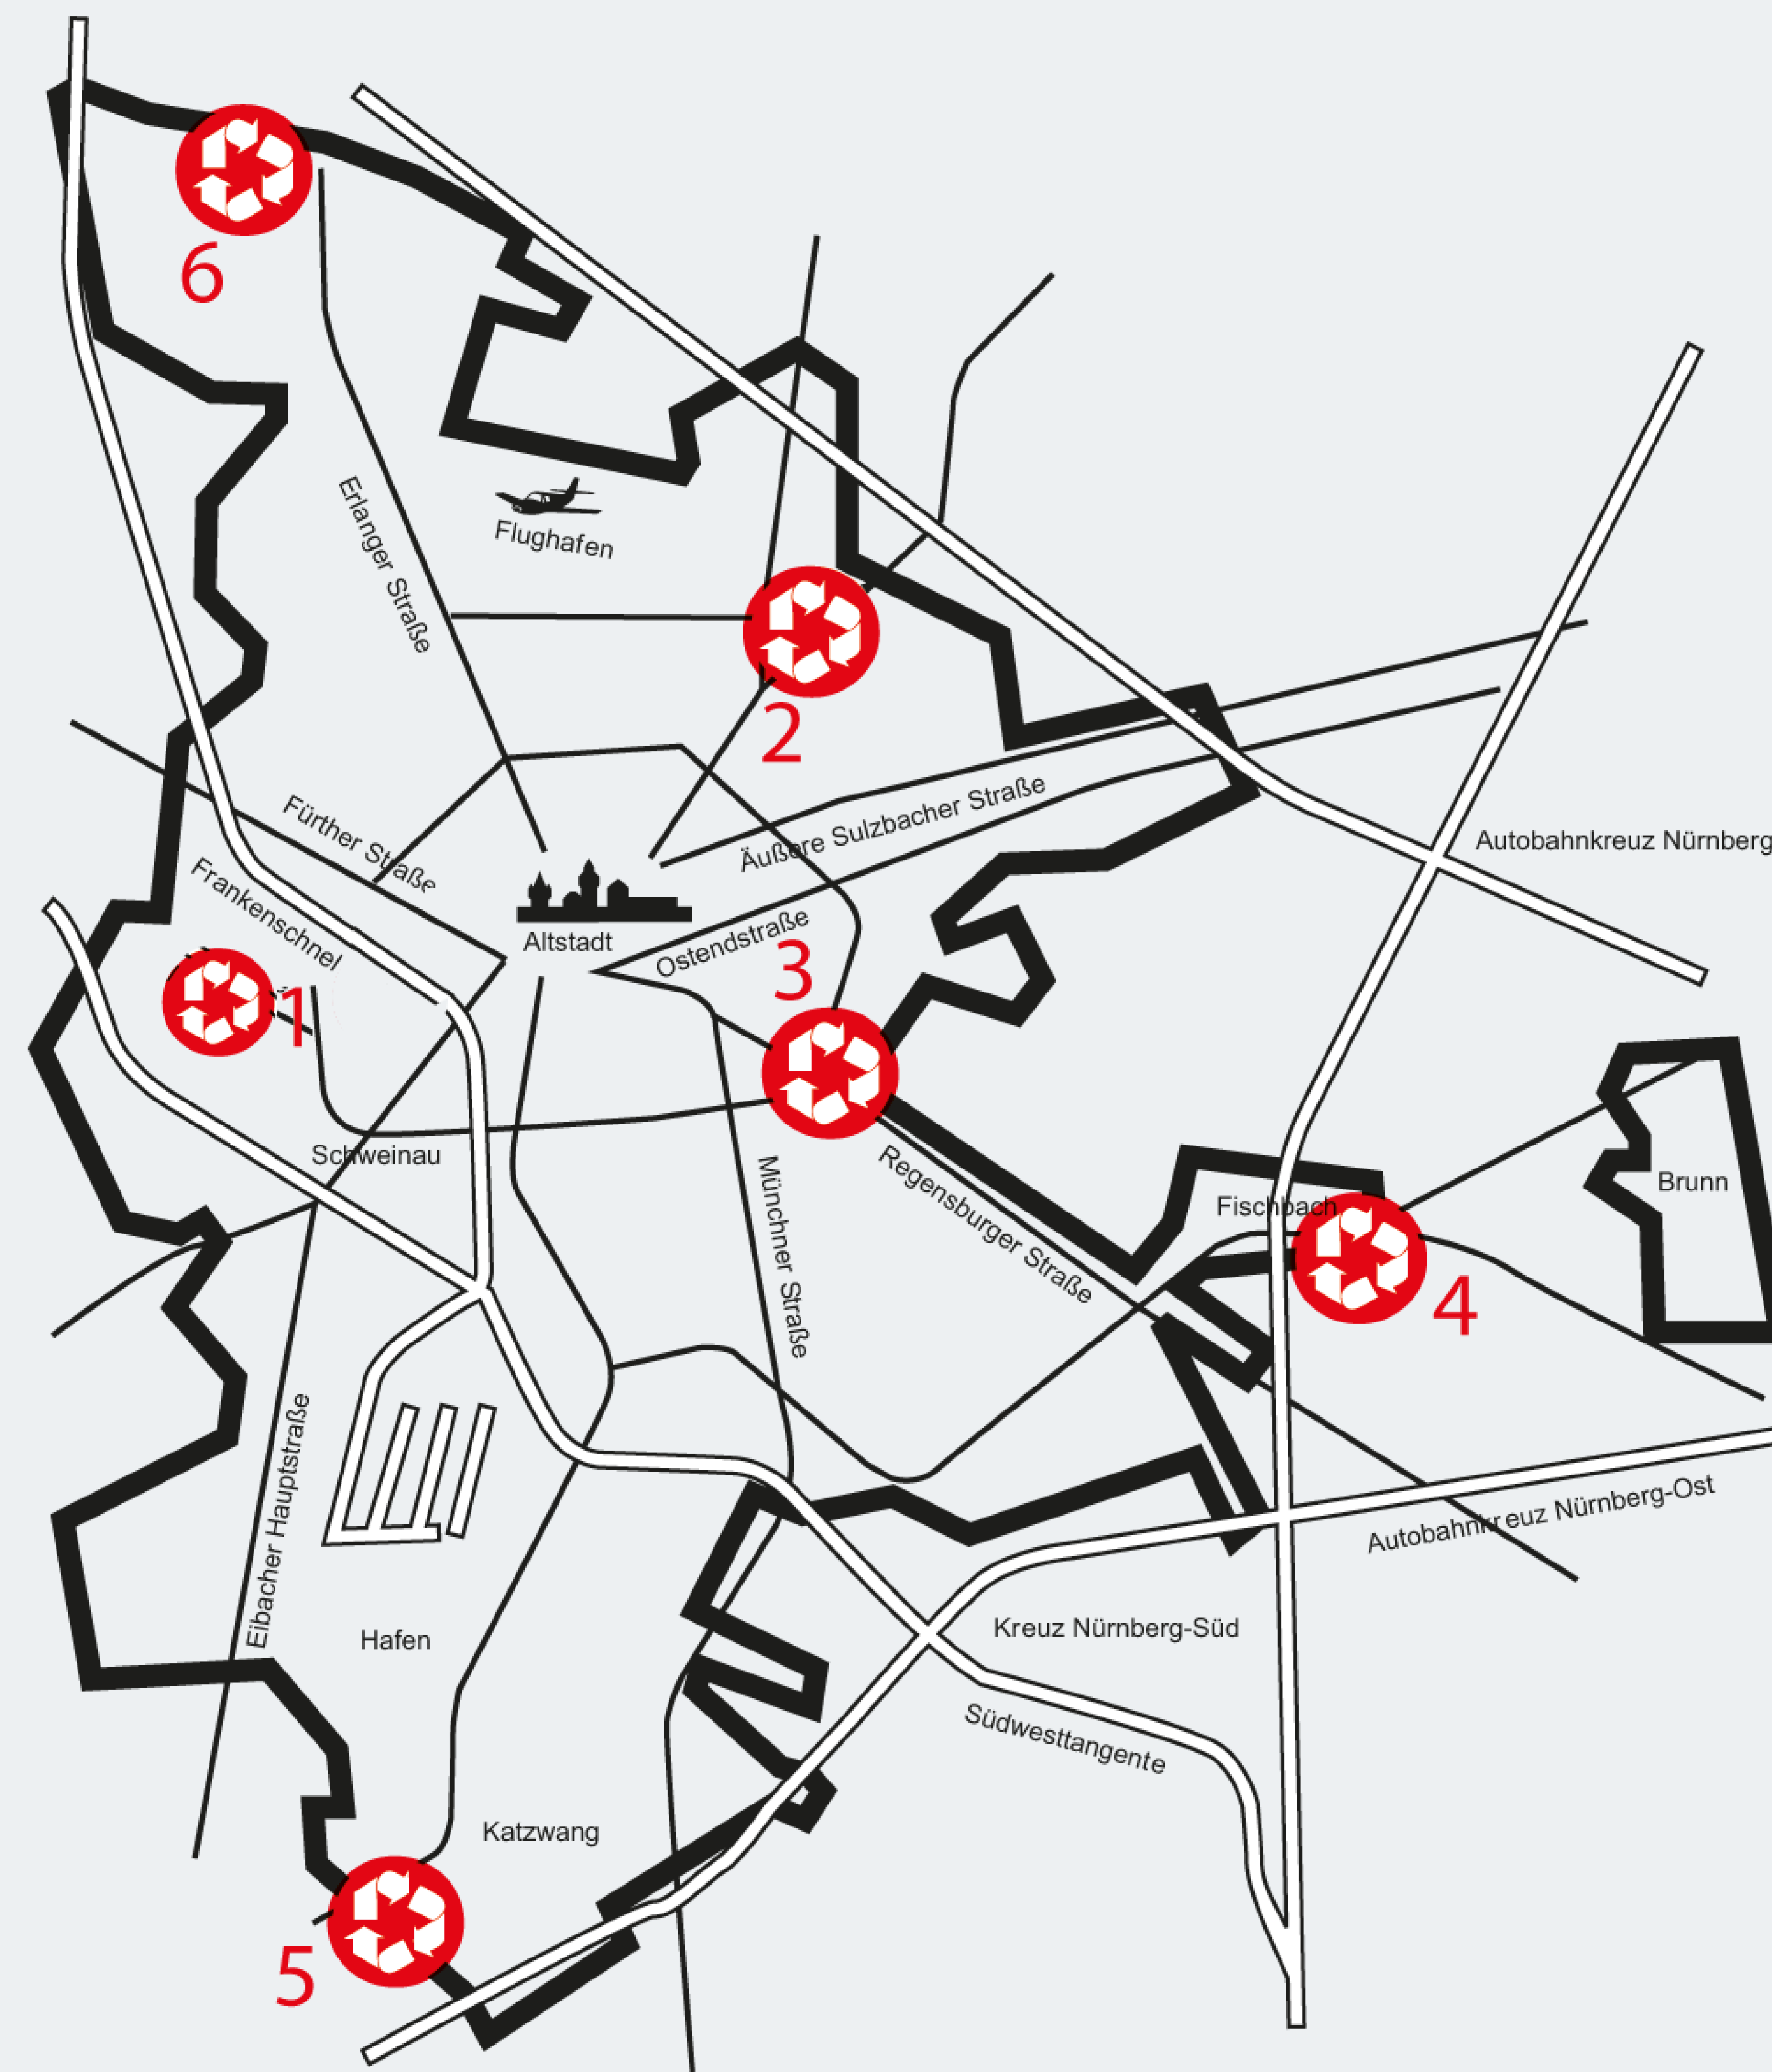 6
Erlanger Straße
Flughafen
2
Fürther Straße
Äußere Sulzbacher Straße
Autobahnkreuz Nürnberg
Frankenschnel
Altstadt
Ostendstraße
3
1
Schweinau
Münchner Straße
Regensburger Straße
Fischbach
Brunn
4
Eibacher Hauptstraße
Autobahnkreuz Nürnberg-Ost
Hafen
Kreuz Nürnberg-Süd
Südwesttangente
Katzwang
5